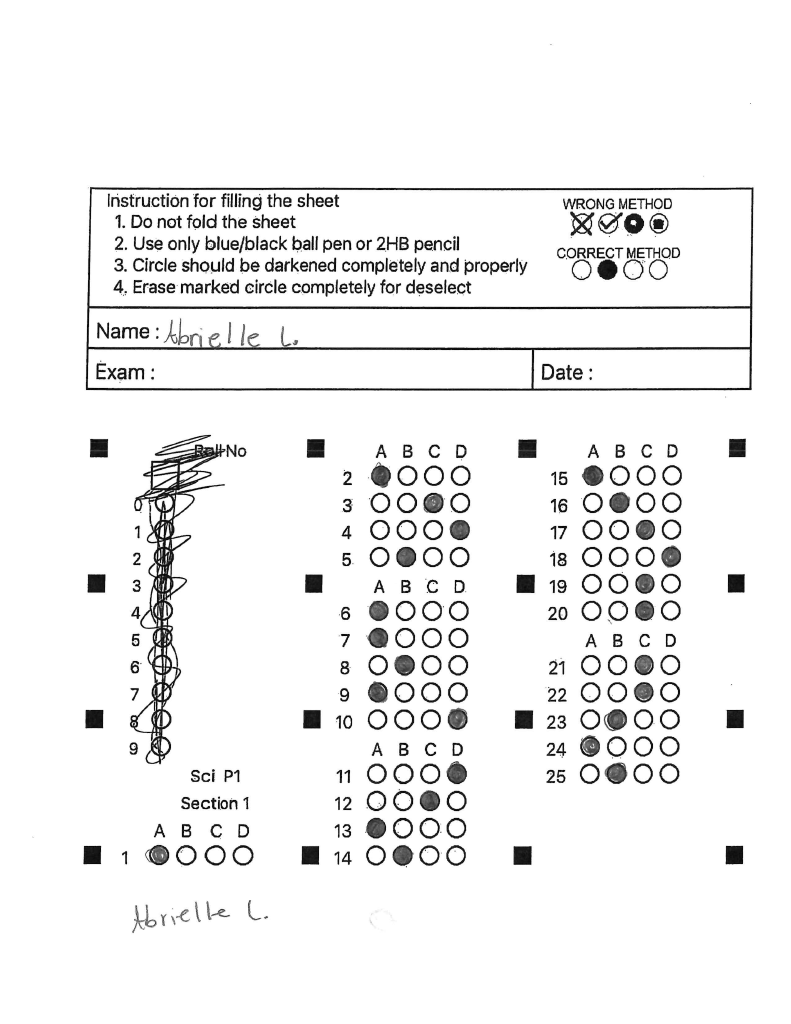 Instruction for filling the sheet
1. Do not fold the sheet
2. Use only blue/black ball pen or 2HB pencil
3. Circle should be darkened completely and properly
4. Erase marked circle completely for deselect
WRONG METHOD
CORRECT METHOD
Name : Abrielle L.
Exam :
Date :
Roll No
0
1
2
3
4
5
6
7
8
9
Sci P1
Section 1
A B C D
1
A B C D
2
3
4
5
A B C D
6
7
8
9
10
A B C D
11
12
13
14
A B C D
15
16
17
18
19
20
A B C D
21
22
23
24
25
Abrielle L.